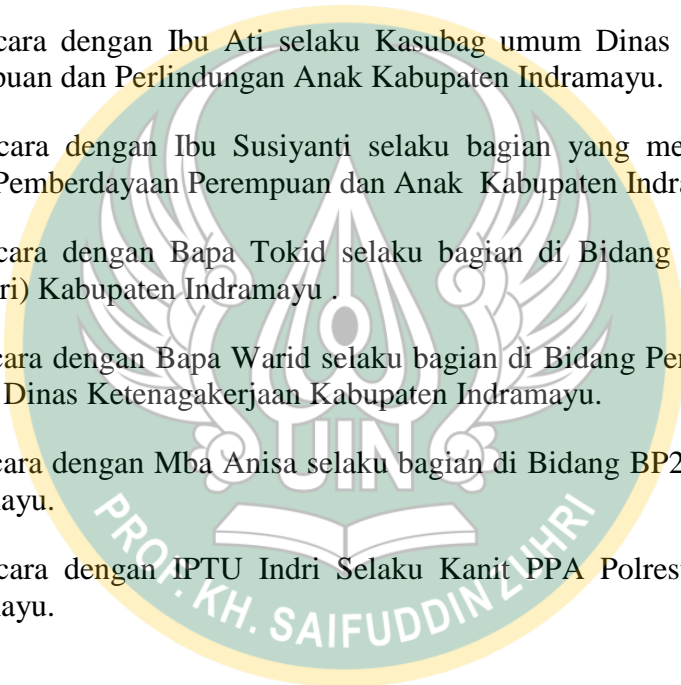 cara dengan Ibu Ati selaku Kasubag umum Dinas
puan dan Perlindungan Anak Kabupaten Indramayu.
cara dengan Ibu Susiyanti selaku bagian yang me
Pemberdayaan Perempuan dan Anak Kabupaten Indra
cara dengan Bapa Tokid selaku bagian di Bidang
ri) Kabupaten Indramayu .
cara dengan Bapa Warid selaku bagian di Bidang Pen
Dinas Ketenagakerjaan Kabupaten Indramayu.
cara dengan Mba Anisa selaku bagian di Bidang BP2
ayu.
cara dengan IPTU Indri Selaku Kanit PPA Polres
ayu.
UIN
PROF. KH. SAIFUDDIN ZUHRI